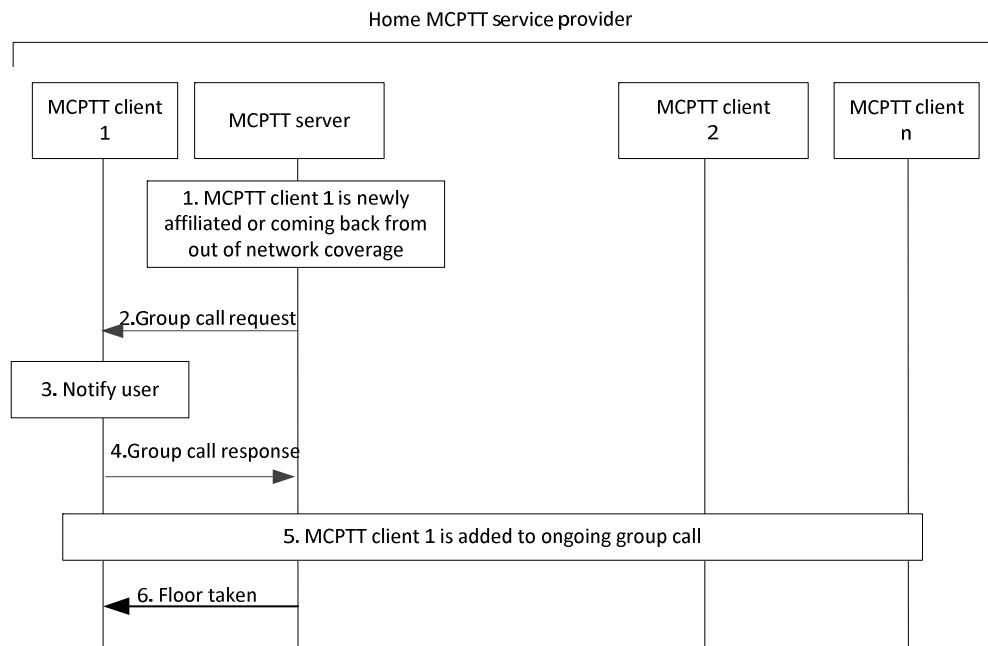 Home MCPTT service provider
MCPTT client
1
MCPTT server
MCPTT client
2
MCPTT client
n
1. MCPTT client 1 is newly
affiliated or coming back from
out of network coverage
2.Group call request
3. Notify user
4.Group call response
5. MCPTT client 1 is added to ongoing group call
6. Floor taken